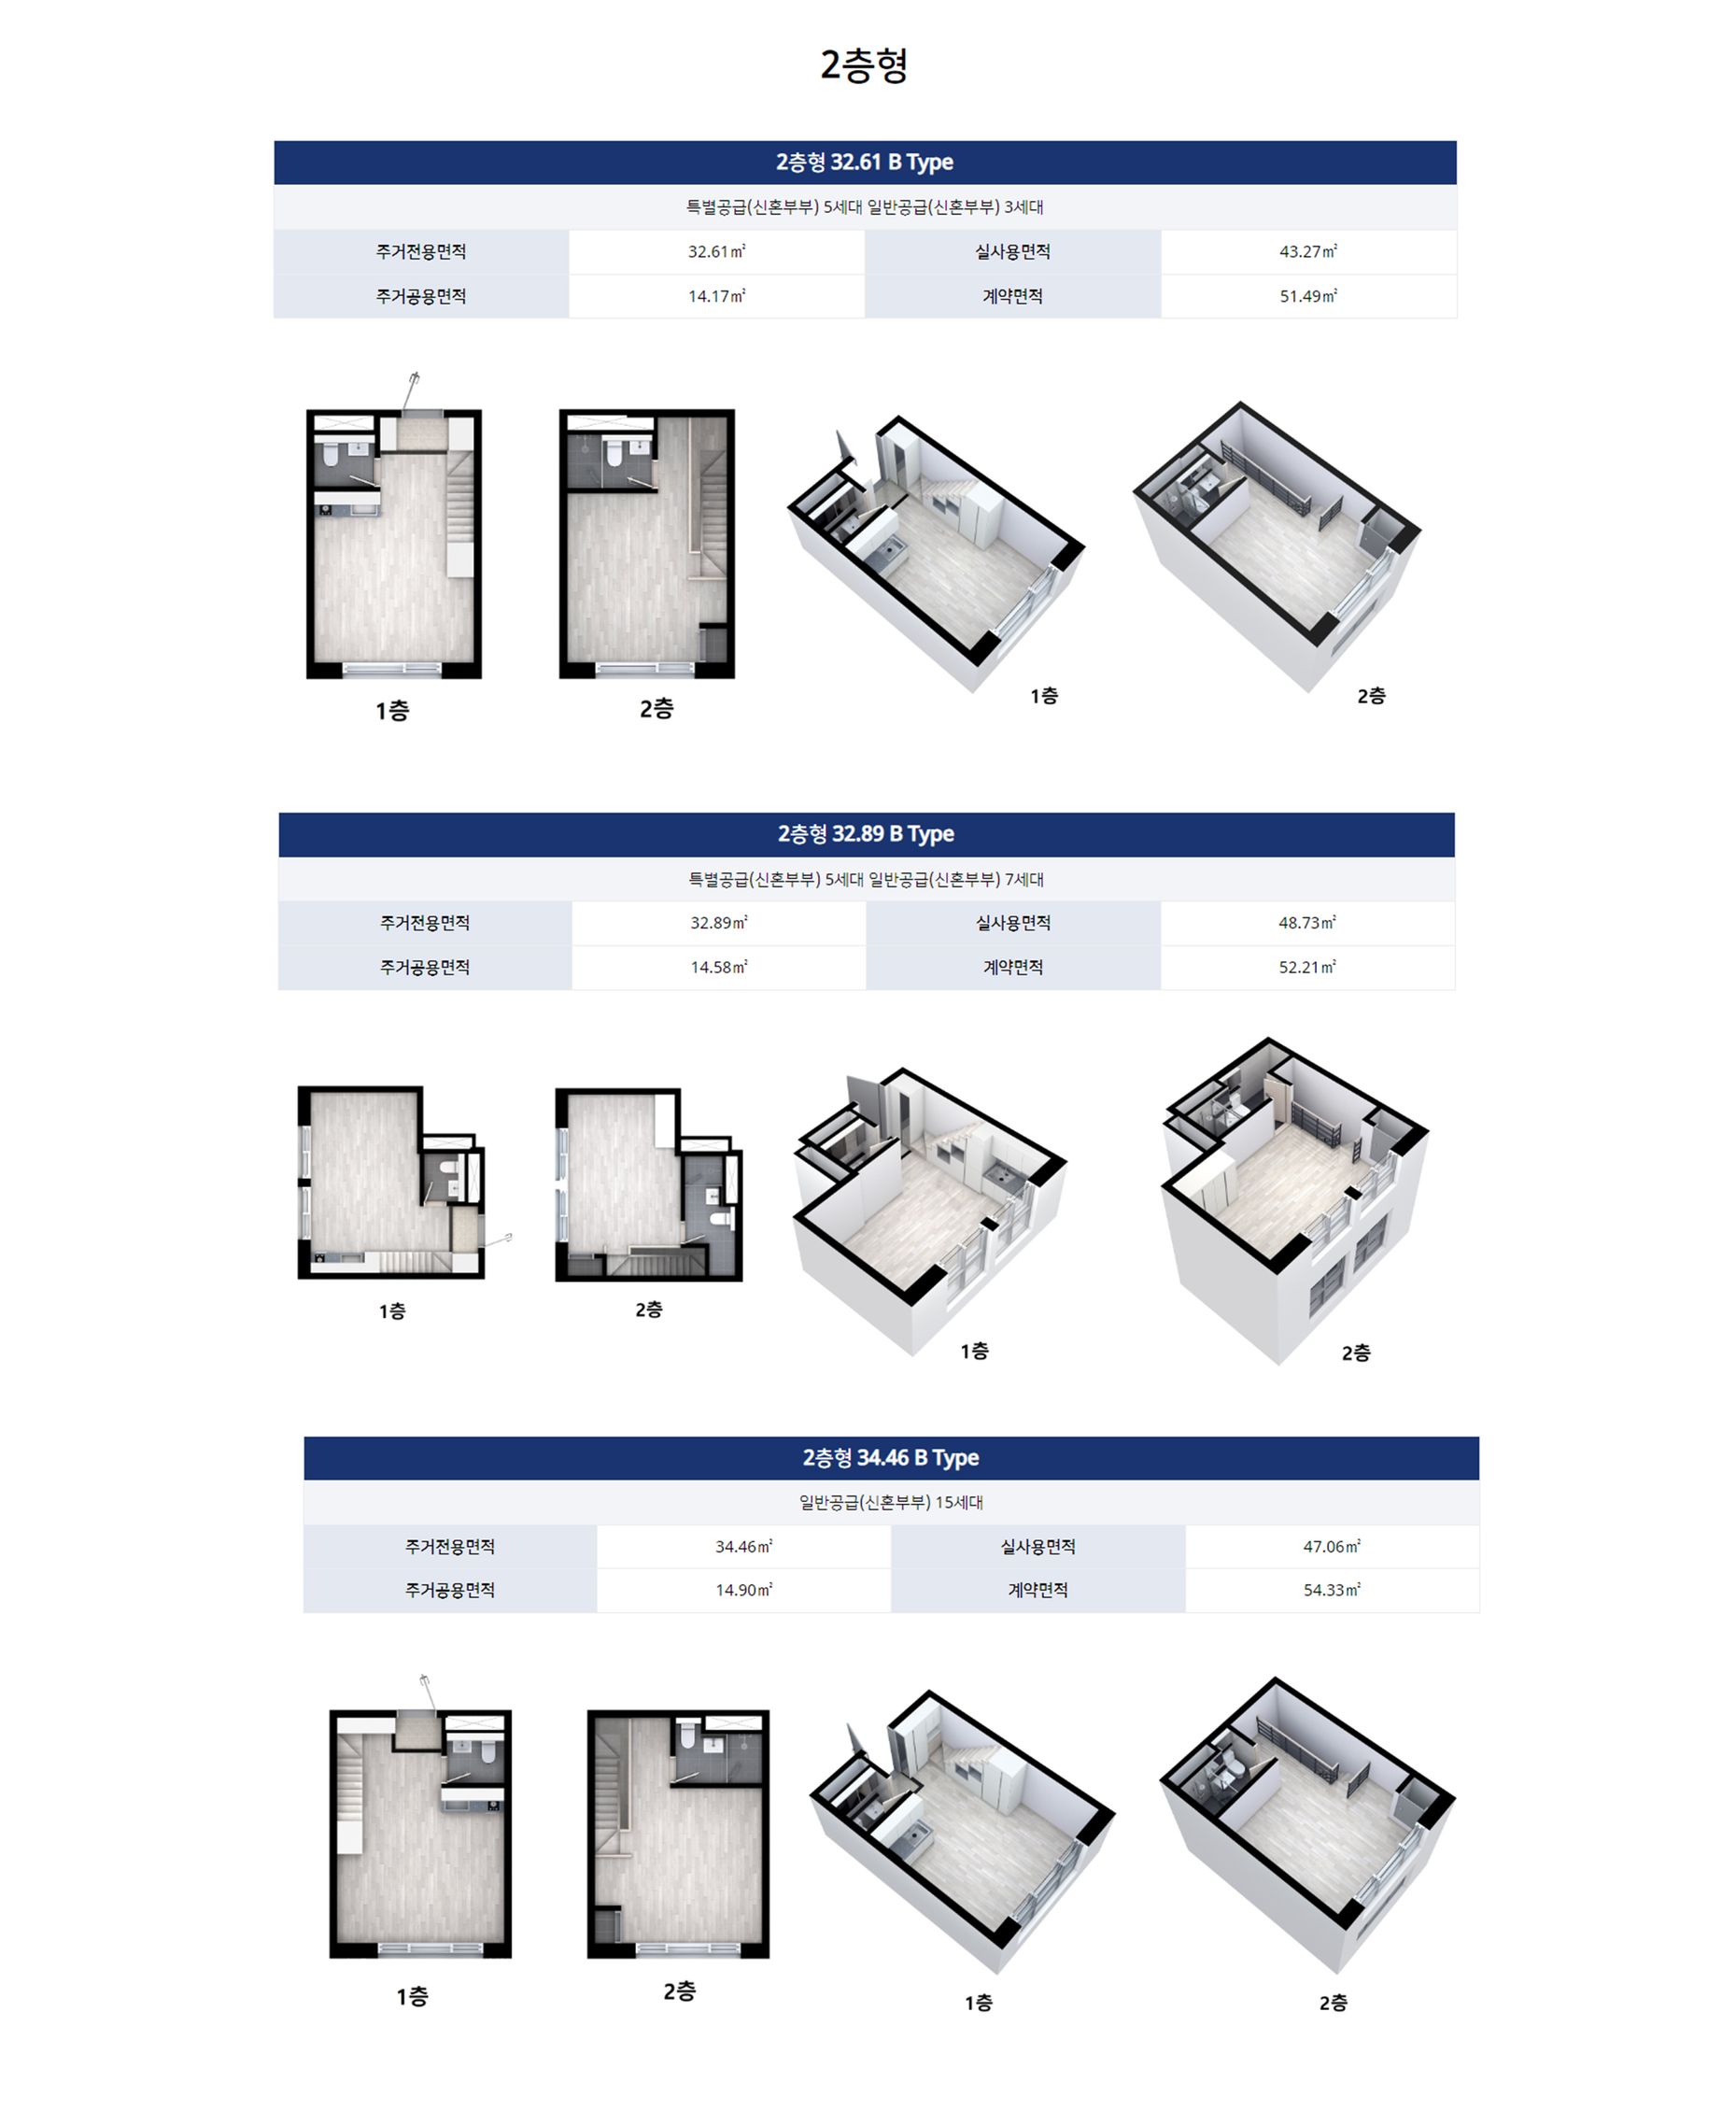 2층형
2층형 32.61 B Type
특별공급(신혼부부) 5세대 일반공급(신혼부부) 3세대
주거전용면적 32.61㎡ 실사용면적 43.27㎡
주거공용면적 14.17㎡ 계약면적 51.49㎡
1층 2층 1층 2층
2층형 32.89 B Type
특별공급(신혼부부) 5세대 일반공급(신혼부부) 7세대
주거전용면적 32.89㎡ 실사용면적 48.73㎡
주거공용면적 14.58㎡ 계약면적 52.21㎡
1층 2층 1층 2층
2층형 34.46 B Type
일반공급(신혼부부) 15세대
주거전용면적 34.46㎡ 실사용면적 47.06㎡
주거공용면적 14.90㎡ 계약면적 54.33㎡
1층 2층 1층 2층